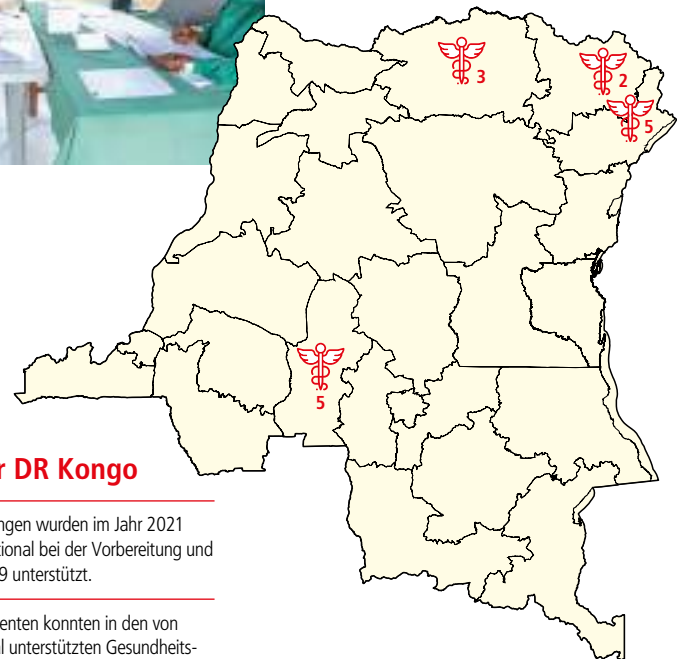 3
2
5
5
r DR Kongo
ngen wurden im Jahr 2021
tional bei der Vorbereitung und
9 unterstützt.
enten konnten in den von
l unterstützten Gesundheits-